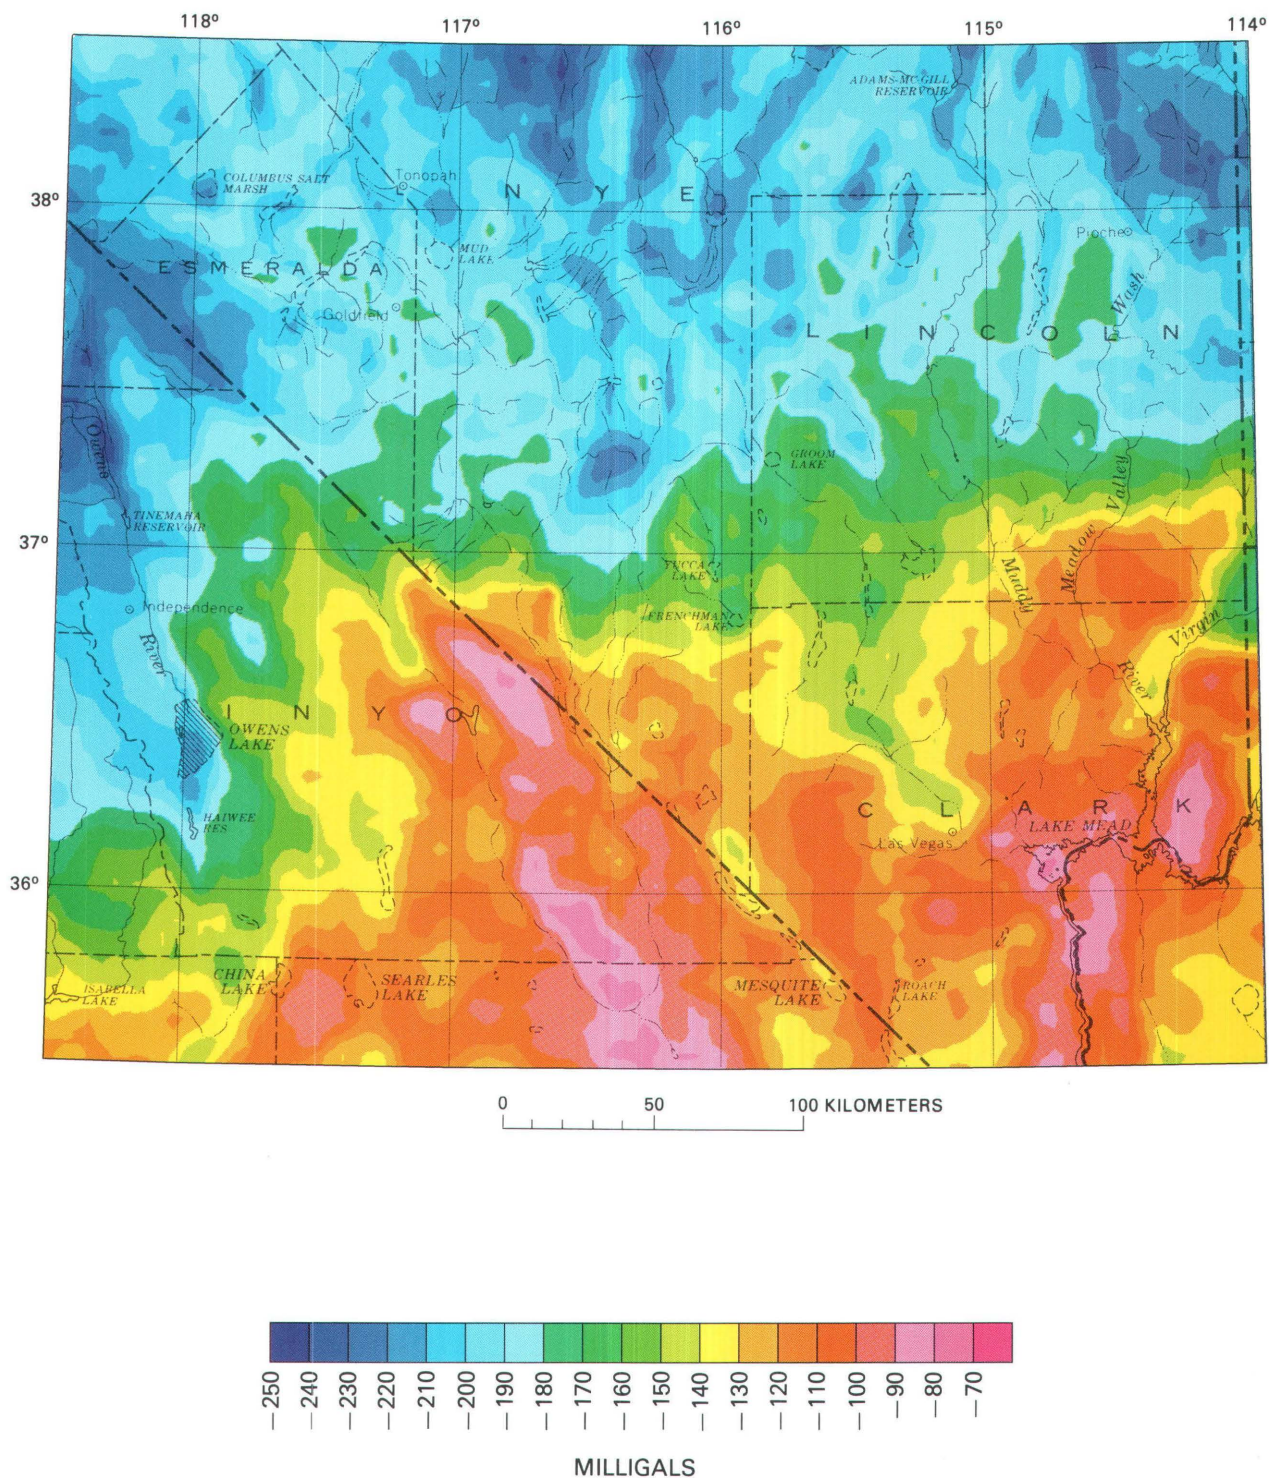 118°
117°
116°
115°
114°
ADAMS-MC GILL
RESERVOIR
COLUMBUS SALT
MARSH
Tonopah
N Y E
38°
Pioche
MUD
LAKE
ESMERALDA
Wash
Goldfield
LINCOLN
Owens
GROOM
LAKE
Valley
TINEMAHA
RESERVOIR
37°
Meadow
YUCCA
LAKE
Muddy
Independence
FRENCHMAN
LAKE
Virgin
River
River
I N Y O
OWENS
LAKE
C L A R K
HAIWEE
RES
LAKE MEAD
Las Vegas
36°
CHINA
LAKE
SEARLES
LAKE
MESQUITE
LAKE
ROACH
LAKE
ISABELLA
LAKE
0 50 100 KILOMETERS
-250 -240 -230 -220 -210 -200 -190 -180 -170 -160 -150 -140 -130 -120 -110 -100 -90 -80 -70
MILLIGALS